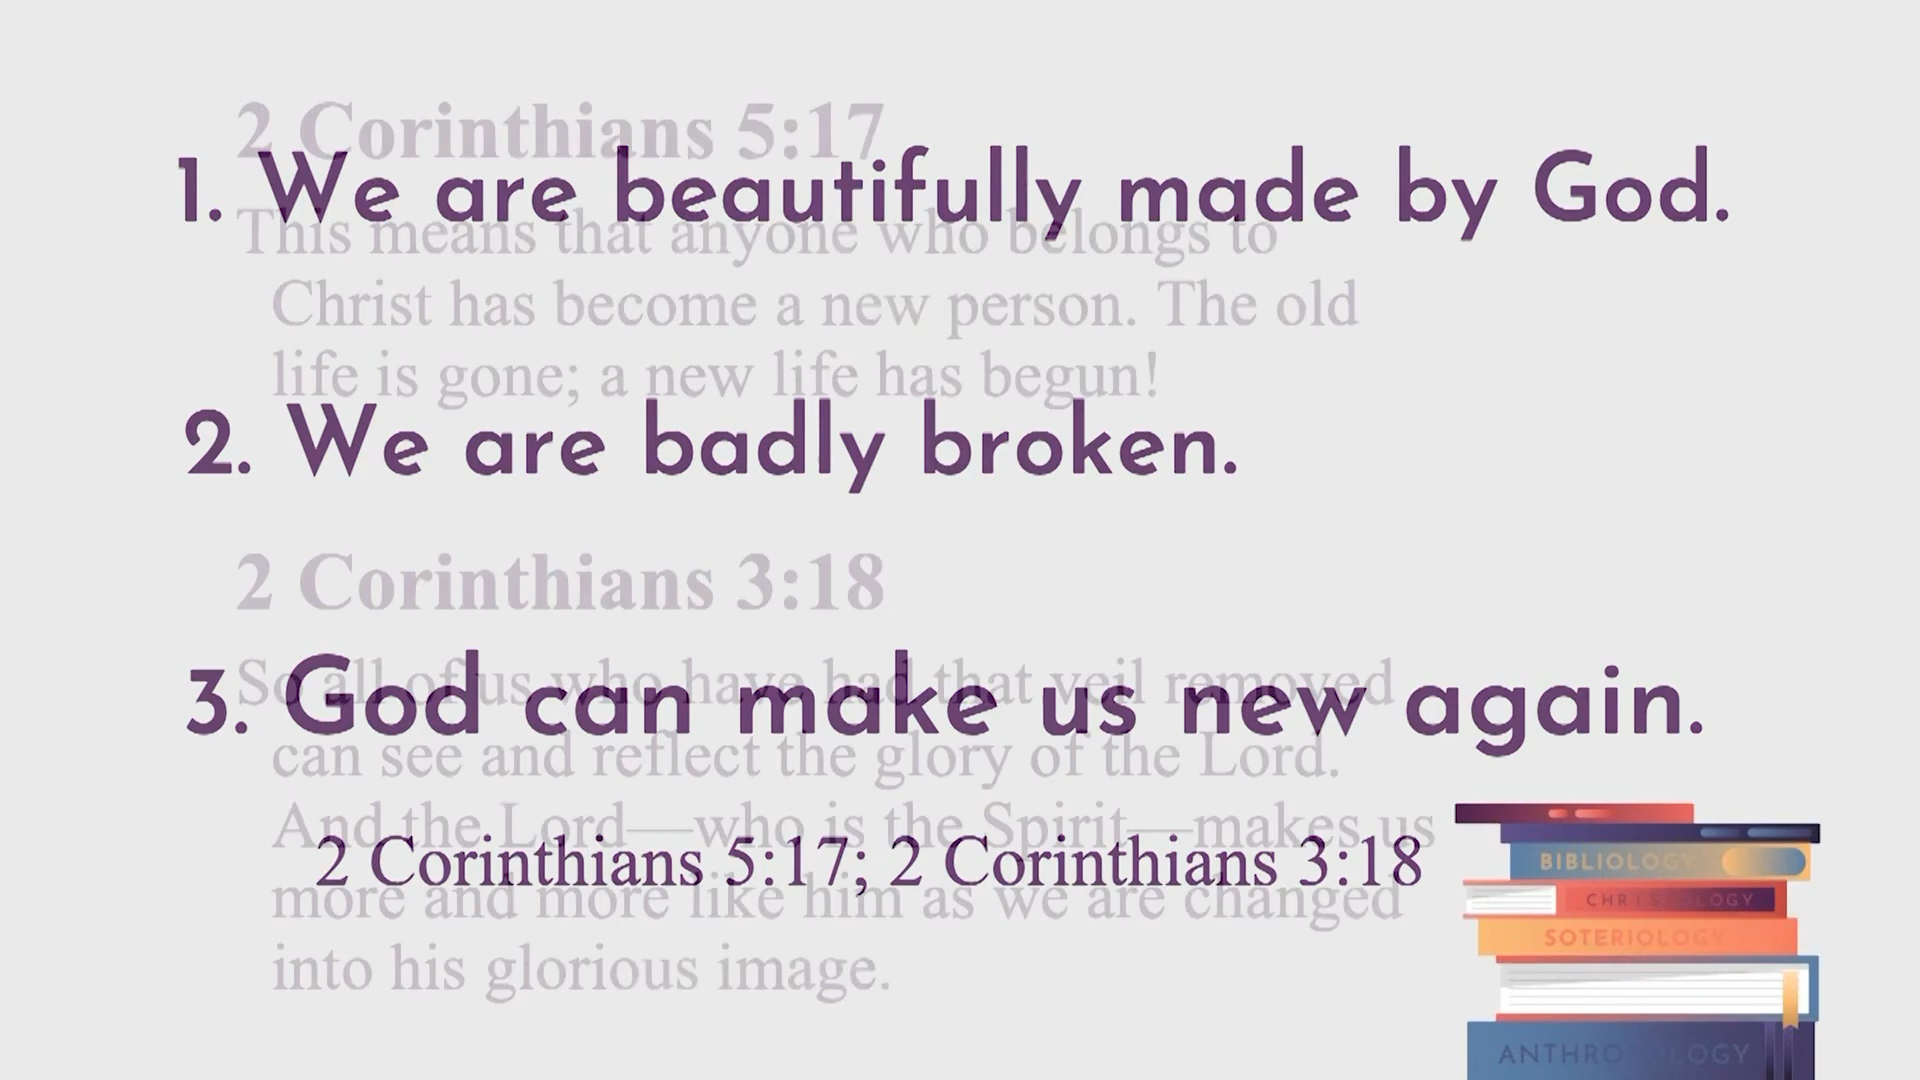 2 Corinthians 5:17
1. We are beautifully made by God.
This means that anyone who belongs to
Christ has become a new person. The old
life is gone; a new life has begun!
2. We are badly broken.
2 Corinthians 3:18
So all of us who have had that veil removed
3. God can make us new again.
can see and reflect the glory of the Lord.
And the Lord—who is the Spirit—makes us
2 Corinthians 5:17; 2 Corinthians 3:18
more and more like him as we are changed
into his glorious image.
BIBLIOLOGY
CHRISTOLOGY
SOTERIOLOGY
ANTHROPOLOGY